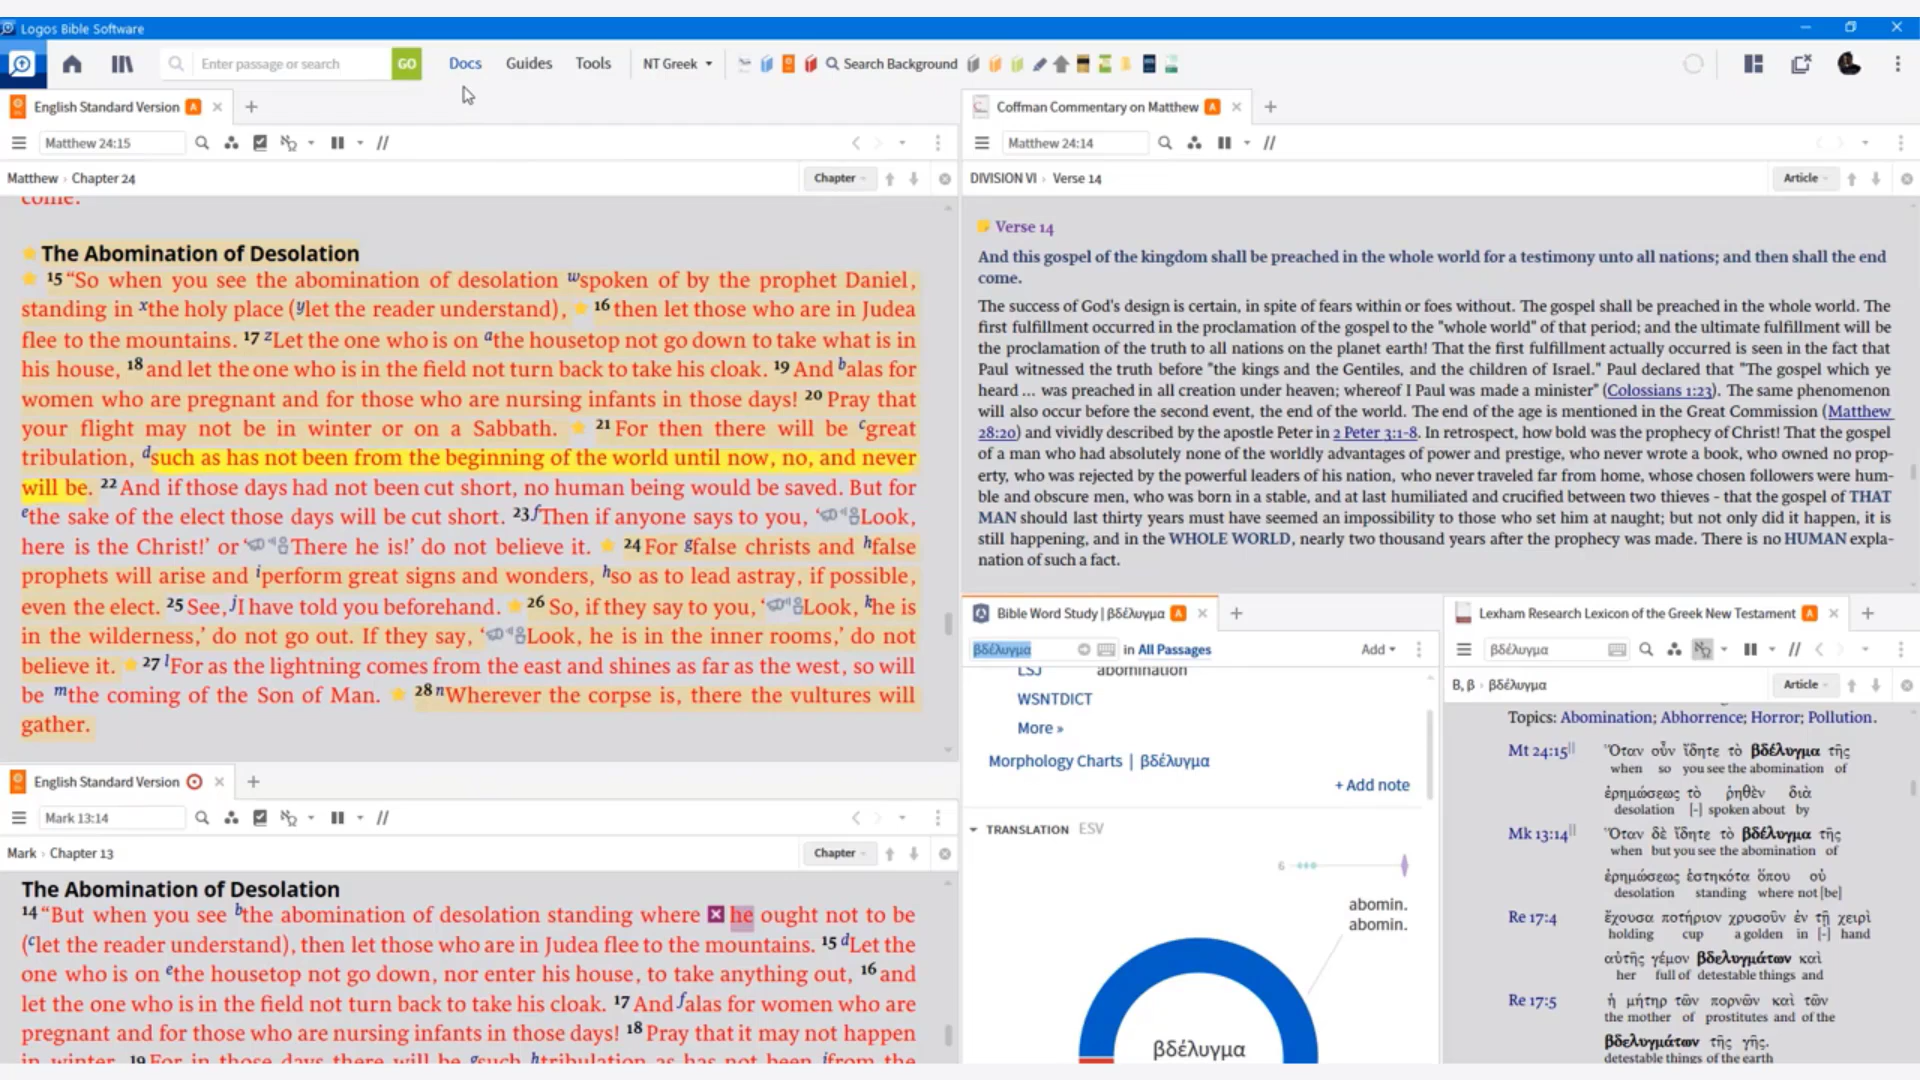 Logos Bible Software
Enter passage or search
GO
Docs
Guides
Tools
NT Greek
Search Background
English Standard Version A
Matthew 24:15
Matthew › Chapter 24
Chapter
come.
The Abomination of Desolation
15 “So when you see the abomination of desolation w spoken of by the prophet Daniel,
standing in x the holy place (y let the reader understand), 16 then let those who are in Judea
flee to the mountains. 17 z Let the one who is on a the housetop not go down to take what is in
his house, 18 and let the one who is in the field not turn back to take his cloak. 19 And b alas for
women who are pregnant and for those who are nursing infants in those days! 20 Pray that
your flight may not be in winter or on a Sabbath. 21 For then there will be c great
tribulation, d such as has not been from the beginning of the world until now, no, and never
will be. 22 And if those days had not been cut short, no human being would be saved. But for
e the sake of the elect those days will be cut short. 23 f Then if anyone says to you, ‘Look,
here is the Christ!’ or ‘There he is!’ do not believe it. 24 For g false christs and h false
prophets will arise and i perform great signs and wonders, h so as to lead astray, if possible,
even the elect. 25 See, j I have told you beforehand. 26 So, if they say to you, ‘Look, k he is
in the wilderness,’ do not go out. If they say, ‘Look, he is in the inner rooms,’ do not
believe it. 27 l For as the lightning comes from the east and shines as far as the west, so will
be m the coming of the Son of Man. 28 n Wherever the corpse is, there the vultures will
gather.
English Standard Version
Mark 13:14
Mark › Chapter 13
Chapter
The Abomination of Desolation
14 “But when you see b the abomination of desolation standing where he ought not to be
(c let the reader understand), then let those who are in Judea flee to the mountains. 15 d Let the
one who is on e the housetop not go down, nor enter his house, to take anything out, 16 and
let the one who is in the field not turn back to take his cloak. 17 And f alas for women who are
pregnant and for those who are nursing infants in those days! 18 Pray that it may not happen
in winter. 19 For in those days there will be g such h tribulation as has not been i from the
Coffman Commentary on Matthew A
Matthew 24:14
DIVISION VI › Verse 14
Article
Verse 14
And this gospel of the kingdom shall be preached in the whole world for a testimony unto all nations; and then shall the end
come.
The success of God's design is certain, in spite of fears within or foes without. The gospel shall be preached in the whole world. The
first fulfillment occurred in the proclamation of the gospel to the "whole world" of that period; and the ultimate fulfillment will be
the proclamation of the truth to all nations on the planet earth! That the first fulfillment actually occurred is seen in the fact that
Paul witnessed the truth before "the kings and the Gentiles, and the children of Israel." Paul declared that "The gospel which ye
heard ... was preached in all creation under heaven; whereof I Paul was made a minister" (Colossians 1:23). The same phenomenon
will also occur before the second event, the end of the world. The end of the age is mentioned in the Great Commission (Matthew
28:20) and vividly described by the apostle Peter in 2 Peter 3:1-8. In retrospect, how bold was the prophecy of Christ! That the gospel
of a man who had absolutely none of the worldly advantages of power and prestige, who never wrote a book, who owned no prop-
erty, who was rejected by the powerful leaders of his nation, who never traveled far from home, whose chosen followers were hum-
ble and obscure men, who was born in a stable, and at last humiliated and crucified between two thieves - that the gospel of THAT
MAN should last thirty years must have seemed an impossibility to those who set him at naught; but not only did it happen, it is
still happening, and in the WHOLE WORLD, nearly two thousand years after the prophecy was made. There is no HUMAN expla-
nation of such a fact.
Bible Word Study | βδέλυγμα A
βδέλυγμα in All Passages
Add
LSJ abomination
WSNTDICT
More »
Morphology Charts | βδέλυγμα
+ Add note
TRANSLATION ESV
6
abomin.
abomin.
βδέλυγμα
Lexham Research Lexicon of the Greek New Testament A
βδέλυγμα
Β, β › βδέλυγμα
Article
Topics: Abomination; Abhorrence; Horror; Pollution.
Mt 24:15|| Ὅταν οὖν ἴδητε τὸ βδέλυγμα τῆς
when so you see the abomination of
ἐρημώσεως τὸ ῥηθὲν διὰ
desolation [-] spoken about by
Mk 13:14|| Ὅταν δὲ ἴδητε τὸ βδέλυγμα τῆς
when but you see the abomination of
ἐρημώσεως ἑστηκότα ὅπου οὐ
desolation standing where not [be]
Re 17:4 ἔχουσα ποτήριον χρυσοῦν ἐν τῇ χειρὶ
holding cup a golden in [-] hand
αὐτῆς γέμον βδελυγμάτων καὶ
her full of detestable things and
Re 17:5 ἡ μήτηρ τῶν πορνῶν καὶ τῶν
the mother of prostitutes and of the
βδελυγμάτων τῆς γῆς.
detestable things of the earth